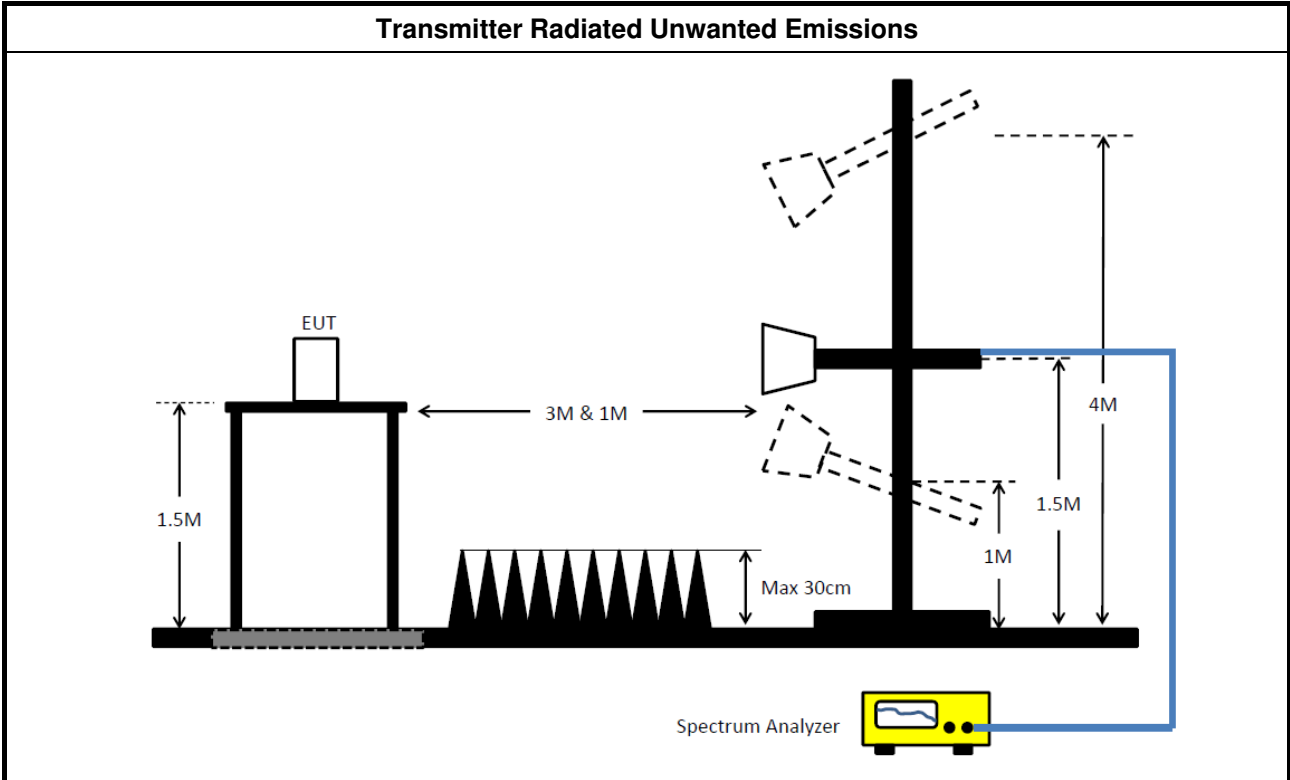 Transmitter Radiated Unwanted Emissions
EUT
3M & 1M
4M
1.5M
1.5M
1M
Max 30cm
Spectrum Analyzer